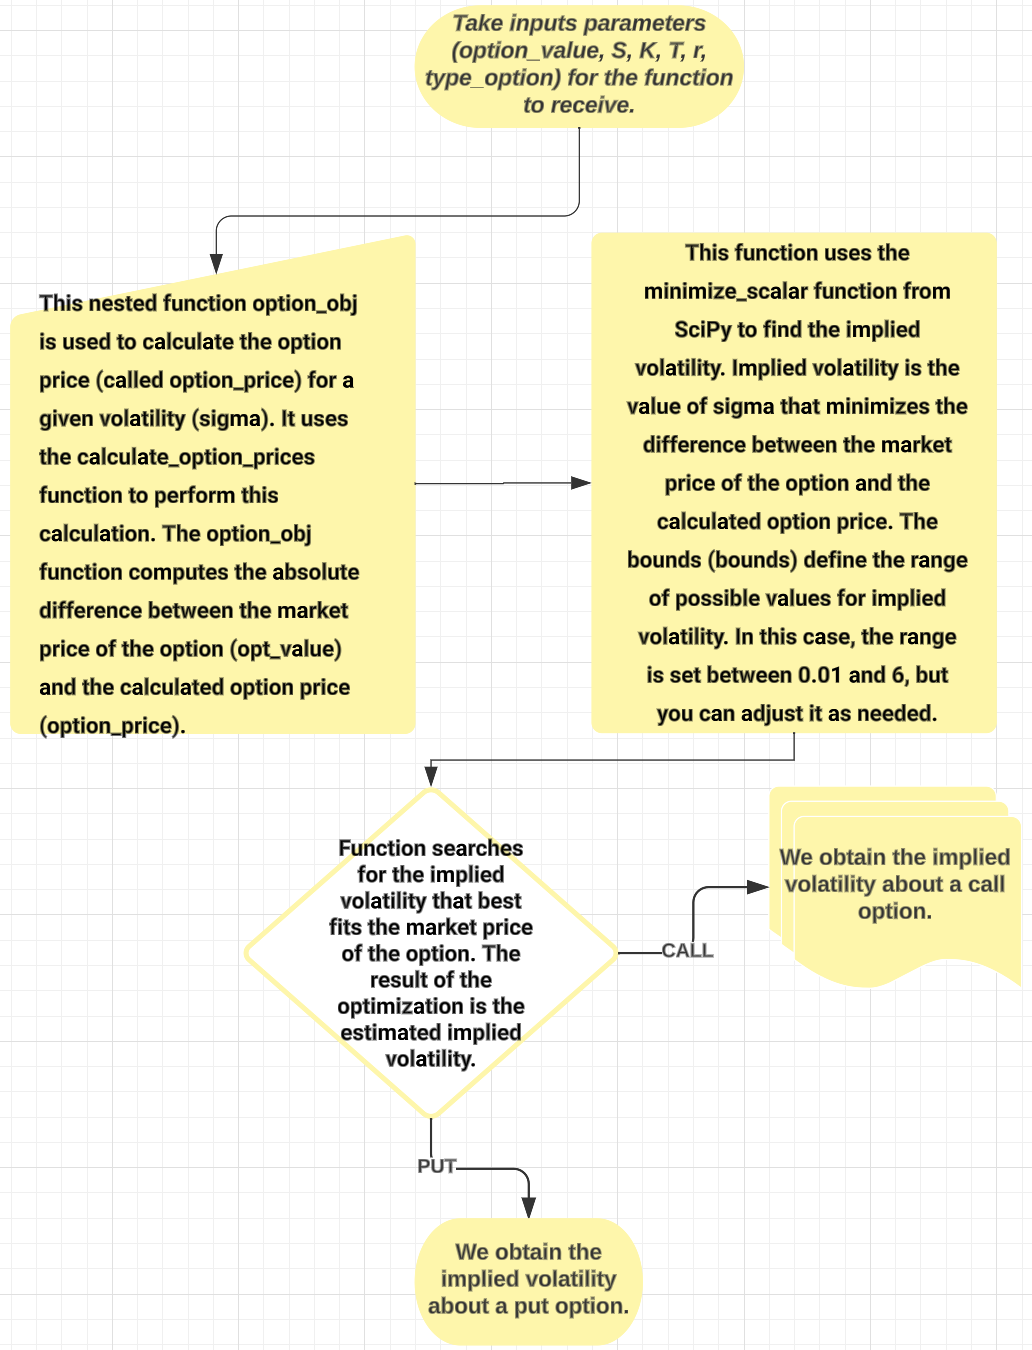 Take inputs parameters
(option_value, S, K, T, r,
type_option) for the function
to receive.
This nested function option_obj
is used to calculate the option
price (called option_price) for a
given volatility (sigma). It uses
the calculate_option_prices
function to perform this
calculation. The option_obj
function computes the absolute
difference between the market
price of the option (opt_value)
and the calculated option price
(option_price).
This function uses the
minimize_scalar function from
SciPy to find the implied
volatility. Implied volatility is the
value of sigma that minimizes the
difference between the market
price of the option and the
calculated option price. The
bounds (bounds) define the range
of possible values for implied
volatility. In this case, the range
is set between 0.01 and 6, but
you can adjust it as needed.
Function searches
for the implied
volatility that best
fits the market price
of the option. The
result of the
optimization is the
estimated implied
volatility.
CALL
We obtain the implied
volatility about a call
option.
PUT
We obtain the
implied volatility
about a put option.